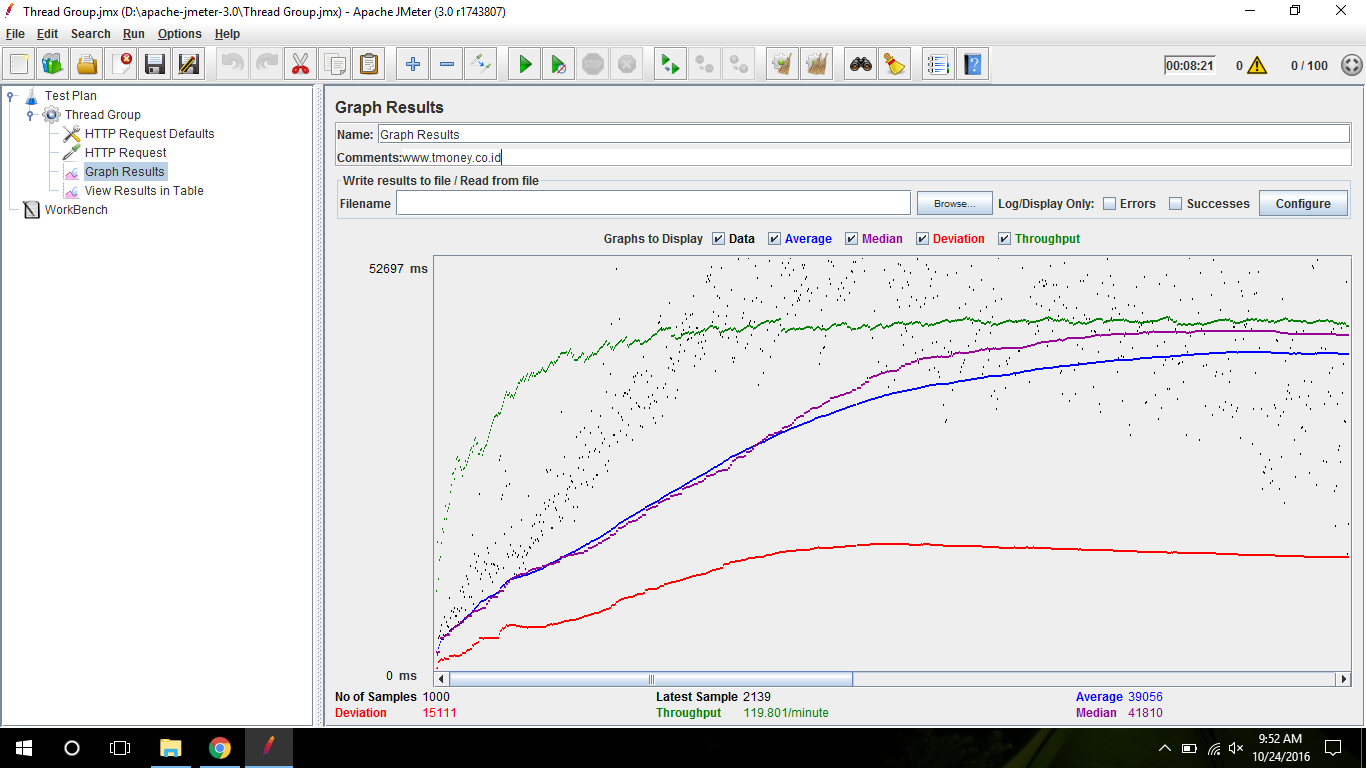 Thread Group.jmx (D:\apache-jmeter-3.0\Thread Group.jmx) - Apache JMeter (3.0 r1743807)
File Edit Search Run Options Help
00:08:21 0 0 / 100
Test Plan
Thread Group
HTTP Request Defaults
HTTP Request
Graph Results
View Results in Table
WorkBench
Graph Results
Name: Graph Results
Comments: www.tmoney.co.id
Write results to file / Read from file
Filename Browse... Log/Display Only: Errors Successes Configure
Graphs to Display Data Average Median Deviation Throughput
52697 ms
0 ms
No of Samples 1000 Latest Sample 2139 Average 39056
Deviation 15111 Throughput 119.801/minute Median 41810
9:52 AM
10/24/2016